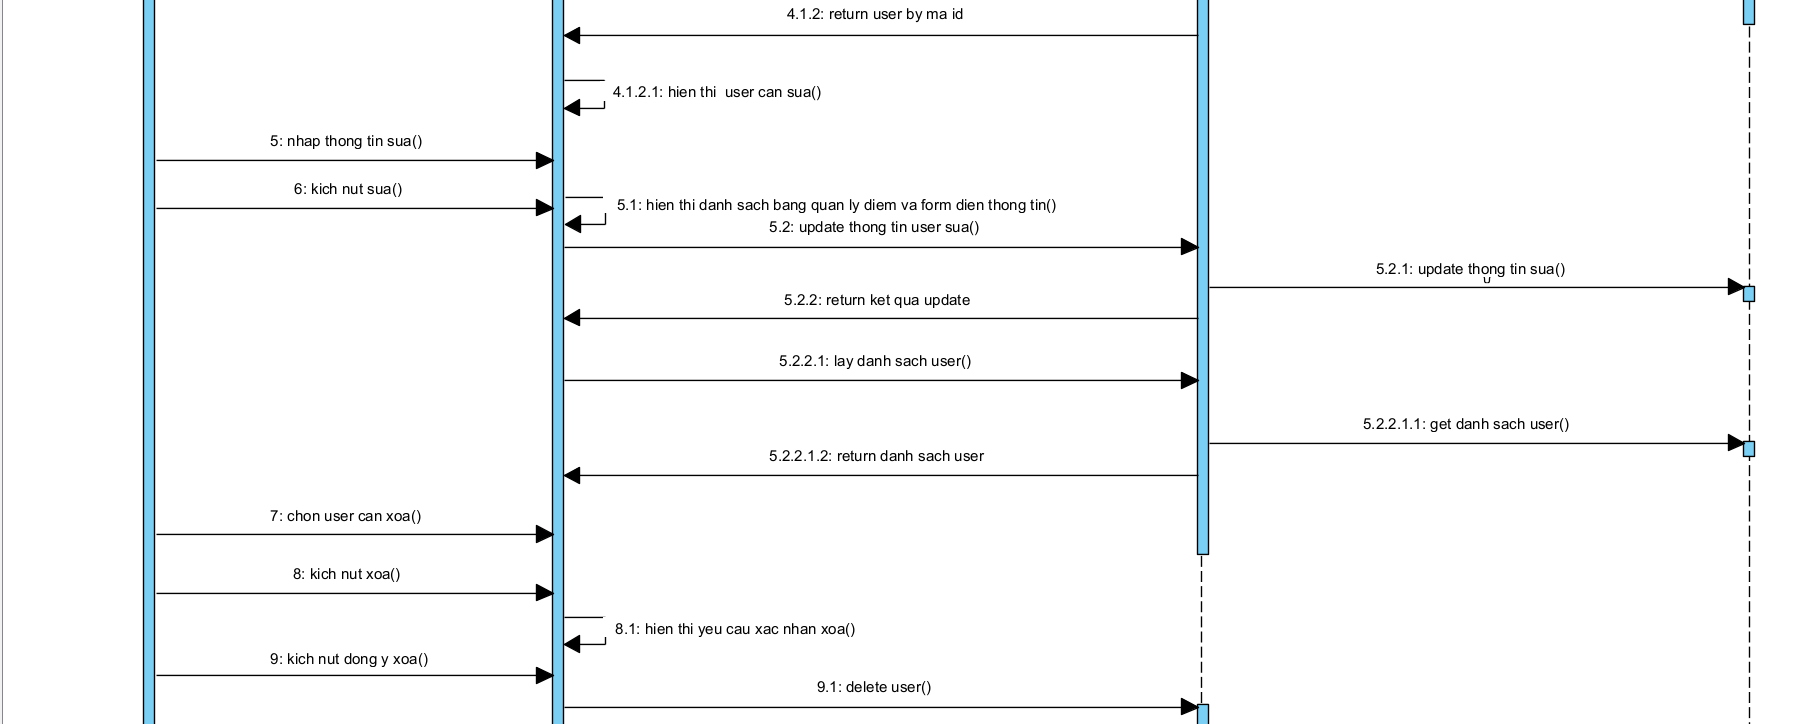 4.1.2: return user by ma id
4.1.2.1: hien thi  user can sua()
5: nhap thong tin sua()
6: kich nut sua()
5.1: hien thi danh sach bang quan ly diem va form dien thong tin()
5.2: update thong tin user sua()
5.2.1: update thong tin sua()
u
5.2.2: return ket qua update
5.2.2.1: lay danh sach user()
5.2.2.1.1: get danh sach user()
5.2.2.1.2: return danh sach user
7: chon user can xoa()
8: kich nut xoa()
8.1: hien thi yeu cau xac nhan xoa()
9: kich nut dong y xoa()
9.1: delete user()